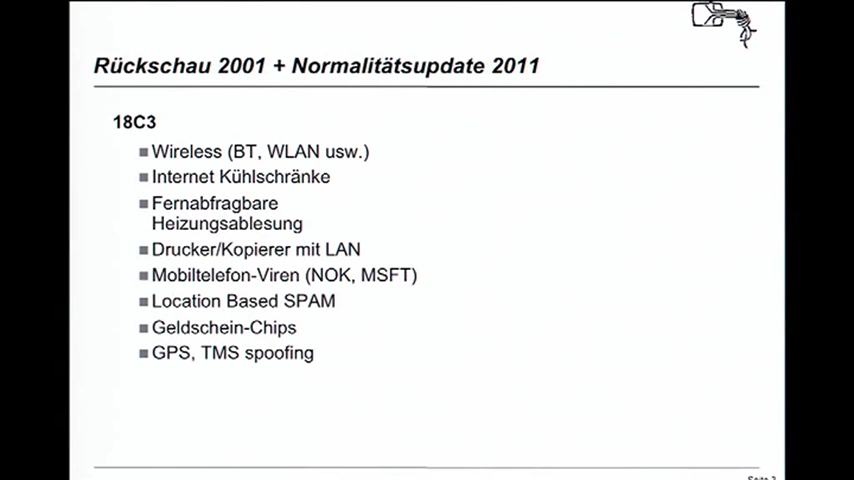 Rückschau 2001 + Normalitätsupdate 2011
18C3
Wireless (BT, WLAN usw.)
Internet Kühlschränke
Fernabfragbare
Heizungsablesung
Drucker/Kopierer mit LAN
Mobiltelefon-Viren (NOK, MSFT)
Location Based SPAM
Geldschein-Chips
GPS, TMS spoofing